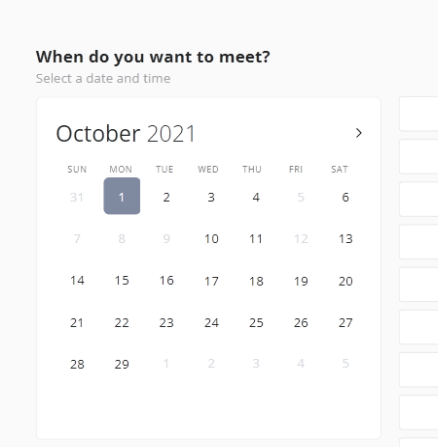 When do you want to meet?
Select a date and time
October 2021
SUN MON TUE WED THU FRI SAT
31 1 2 3 4 5 6
7 8 9 10 11 12 13
14 15 16 17 18 19 20
21 22 23 24 25 26 27
28 29 1 2 3 4 5